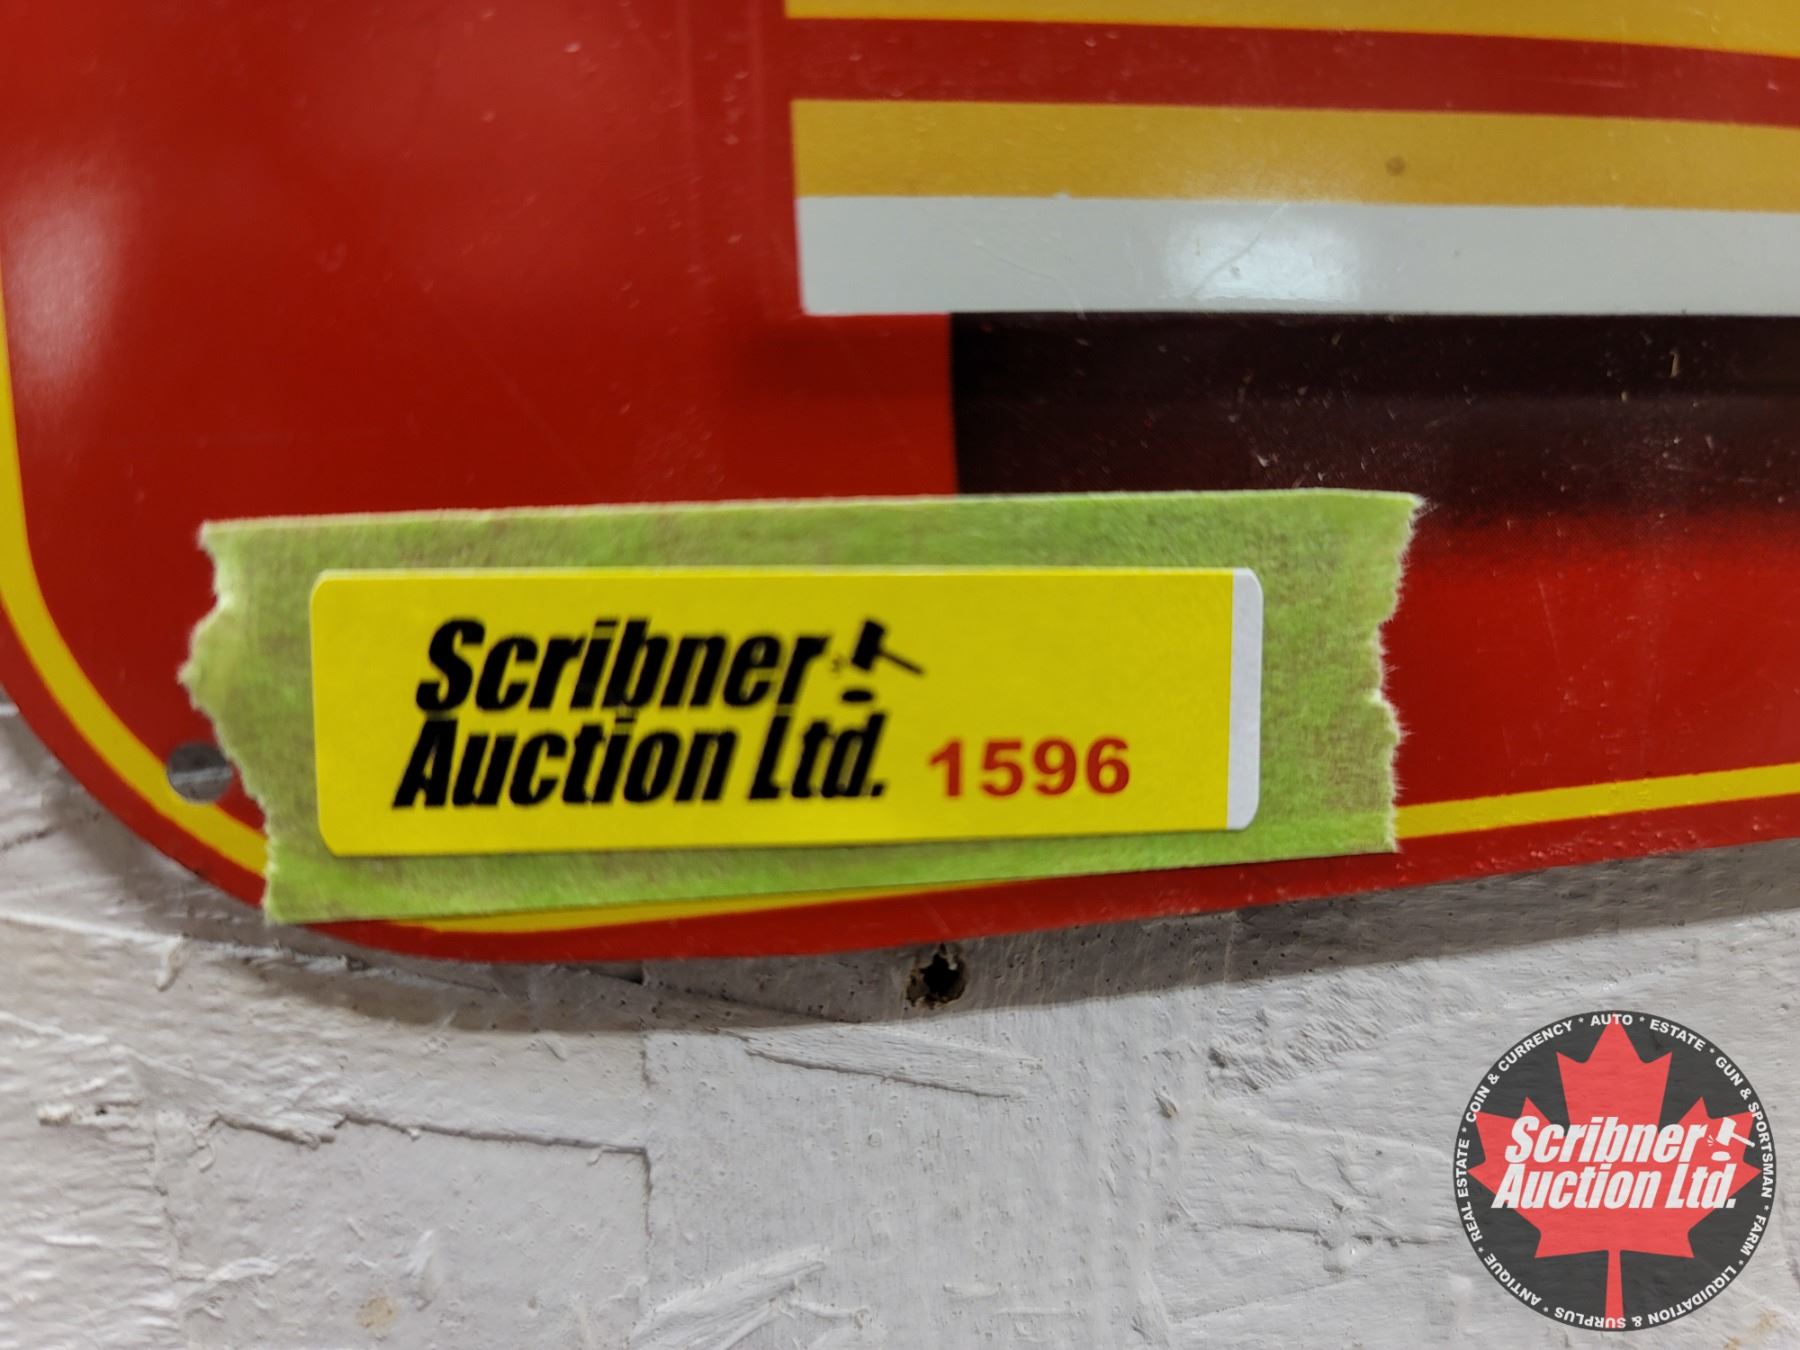 Scribner
Auction Ltd. 1596
ANTIQUE * REAL ESTATE * COIN & CURRENCY * AUTO * ESTATE * GUN & SPORTSMAN * FARM * LIQUIDATION & SURPLUS *
Scribner
Auction Ltd.